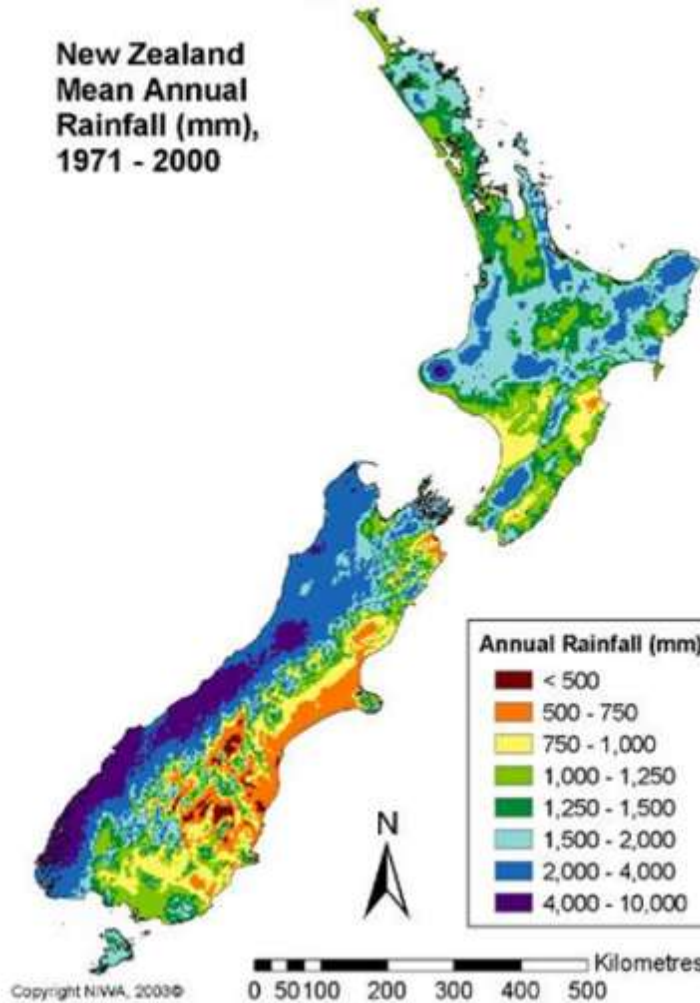 New Zealand
Mean Annual
Rainfall (mm),
1971 - 2000
Annual Rainfall (mm)
< 500
500 - 750
750 - 1,000
1,000 - 1,250
1,250 - 1,500
1,500 - 2,000
2,000 - 4,000
4,000 - 10,000
N
Kilometres
0 50 100 200 300 400 500
Copyright NIWA, 2003©